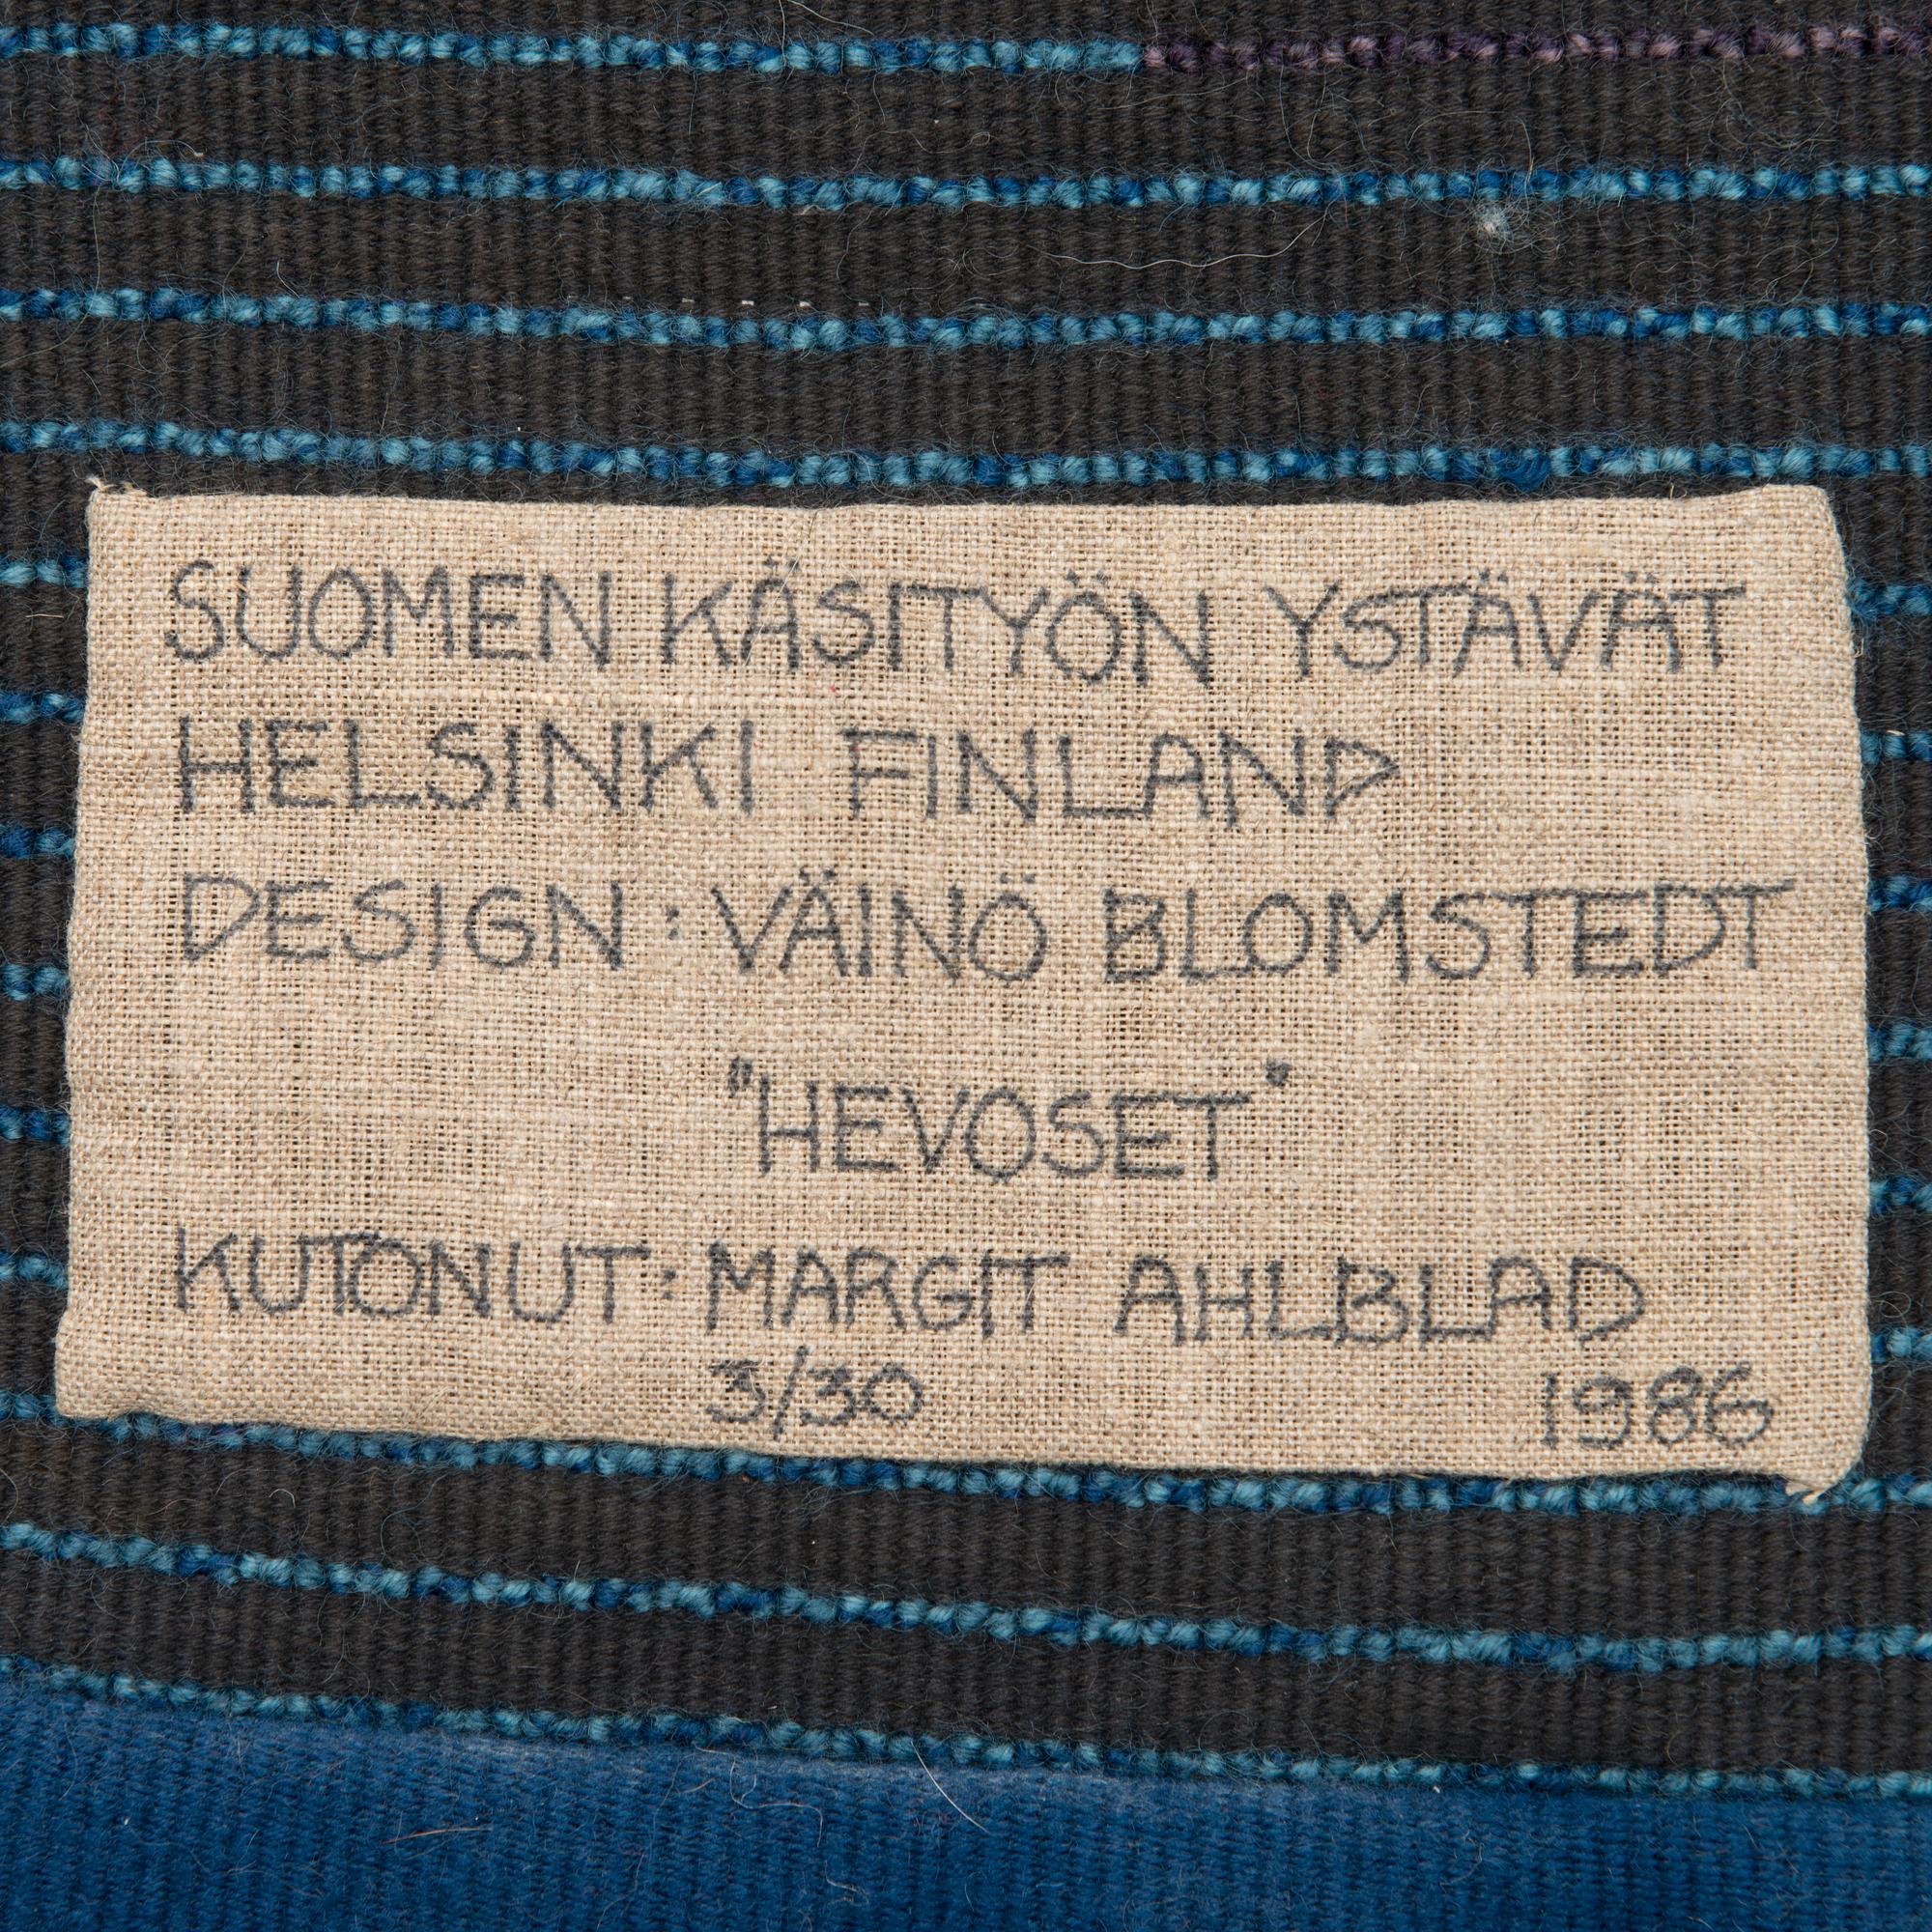 SUOMEN KÄSITYÖN YSTÄVÄT
HELSINKI FINLAND
DESIGN: VÄINÖ BLOMSTEDT
"HEVOSET"
KUTONUT: MARGIT AHLBLAD
3/30 1986